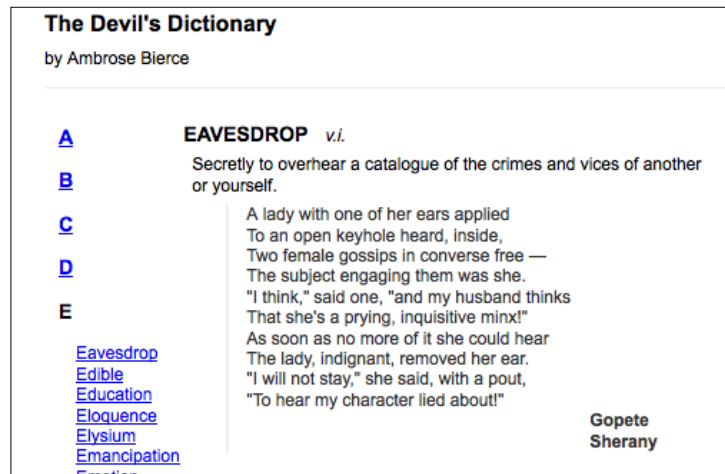 The Devil's Dictionary
by Ambrose Bierce
A
B
C
D
E
Eavesdrop
Edible
Education
Eloquence
Elysium
Emancipation
EAVESDROP v.i.
Secretly to overhear a catalogue of the crimes and vices of another
or yourself.
A lady with one of her ears applied
To an open keyhole heard, inside,
Two female gossips in converse free —
The subject engaging them was she.
"I think," said one, "and my husband thinks
That she's a prying, inquisitive minx!"
As soon as no more of it she could hear
The lady, indignant, removed her ear.
"I will not stay," she said, with a pout,
"To hear my character lied about!"
Gopete
Sherany